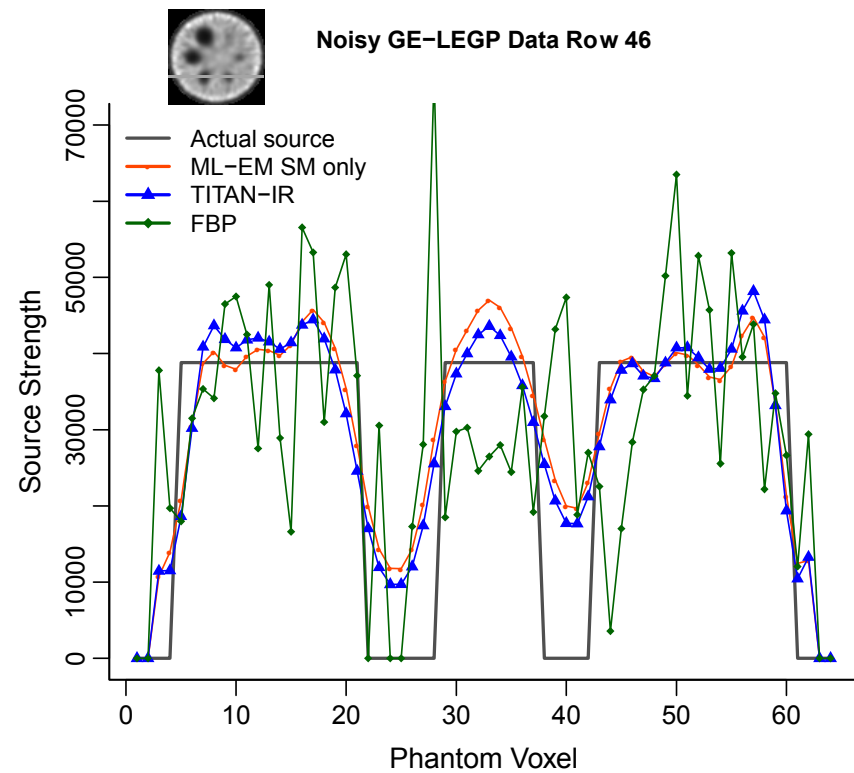 Noisy GE−LEGP Data Row 46
Actual source
ML−EM SM only
TITAN−IR
FBP
Source Strength
70000
50000
30000
10000
0
0 10 20 30 40 50 60
Phantom Voxel